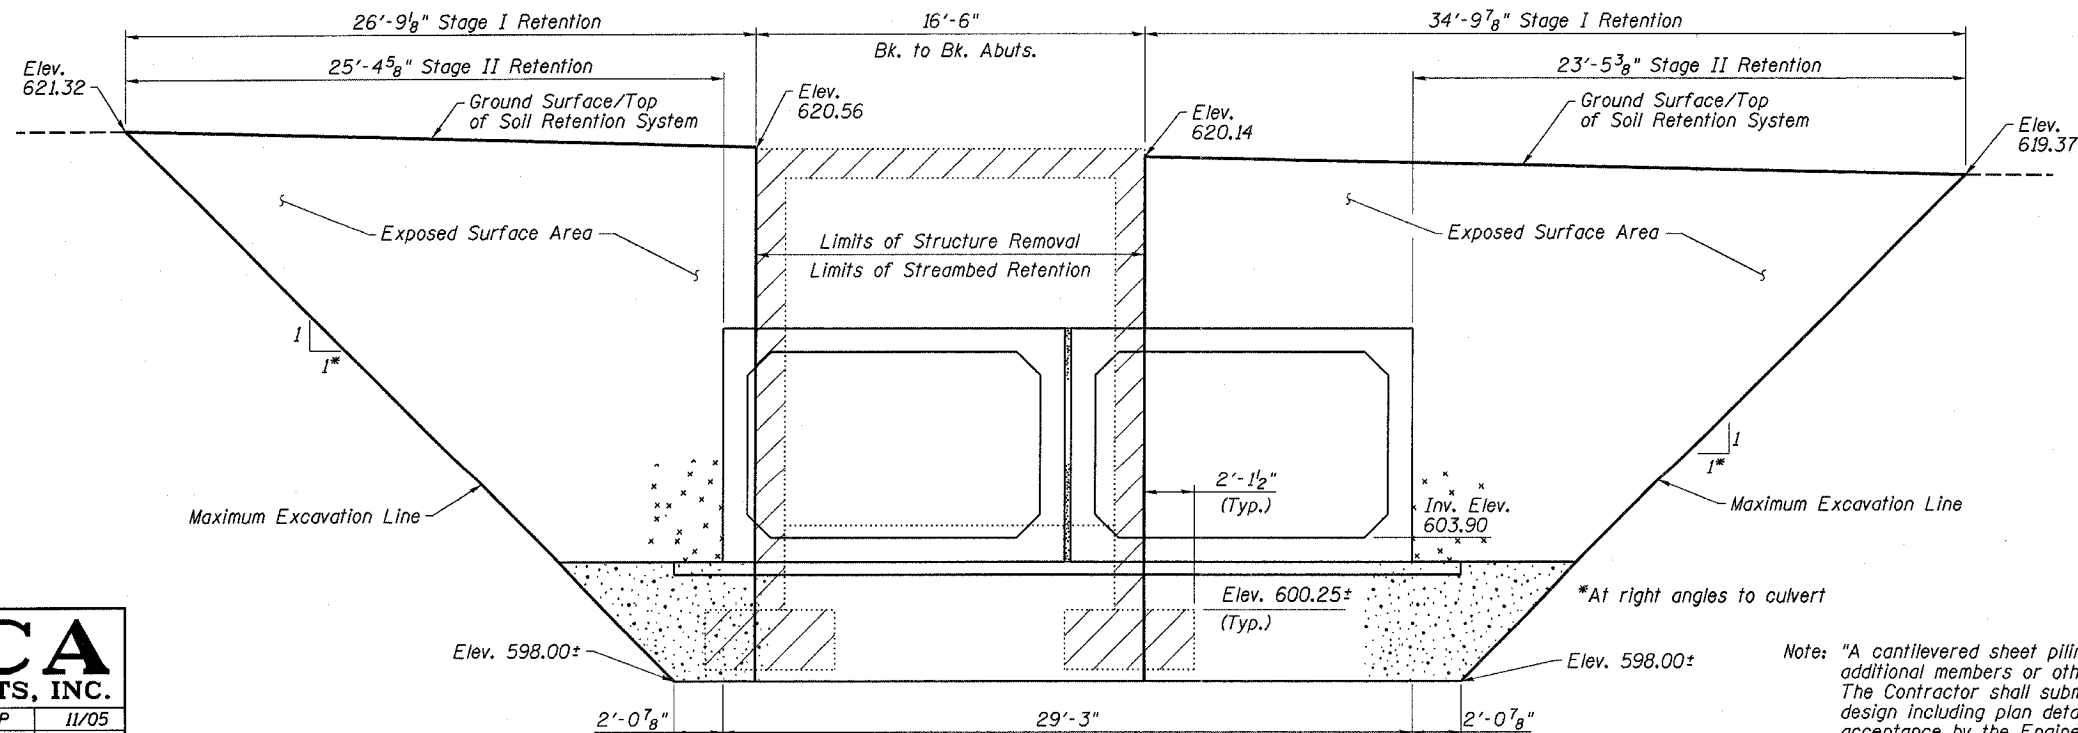 26'-9⅛" Stage I Retention
16'-6"
34'-9⅞" Stage I Retention
Bk. to Bk. Abuts.
25'-4⅝" Stage II Retention
23'-5⅜" Stage II Retention
Elev.
621.32
Ground Surface/Top
of Soil Retention System
Elev.
620.56
Elev.
620.14
Ground Surface/Top
of Soil Retention System
Elev.
619.37
Exposed Surface Area
Limits of Structure Removal
Limits of Streambed Retention
Exposed Surface Area
1
1*
1
1*
Maximum Excavation Line
2'-1½"
(Typ.)
Inv. Elev.
603.90
Maximum Excavation Line
Elev. 600.25±
(Typ.)
*At right angles to culvert
Elev. 598.00±
Elev. 598.00±
2'-0⅞"
29'-3"
2'-0⅞"
CA
TS, INC.
P
11/05
Note: "A cantilevered sheet pilin
additional members or oth
The Contractor shall subm
design including plan deta
acceptance by the Engine